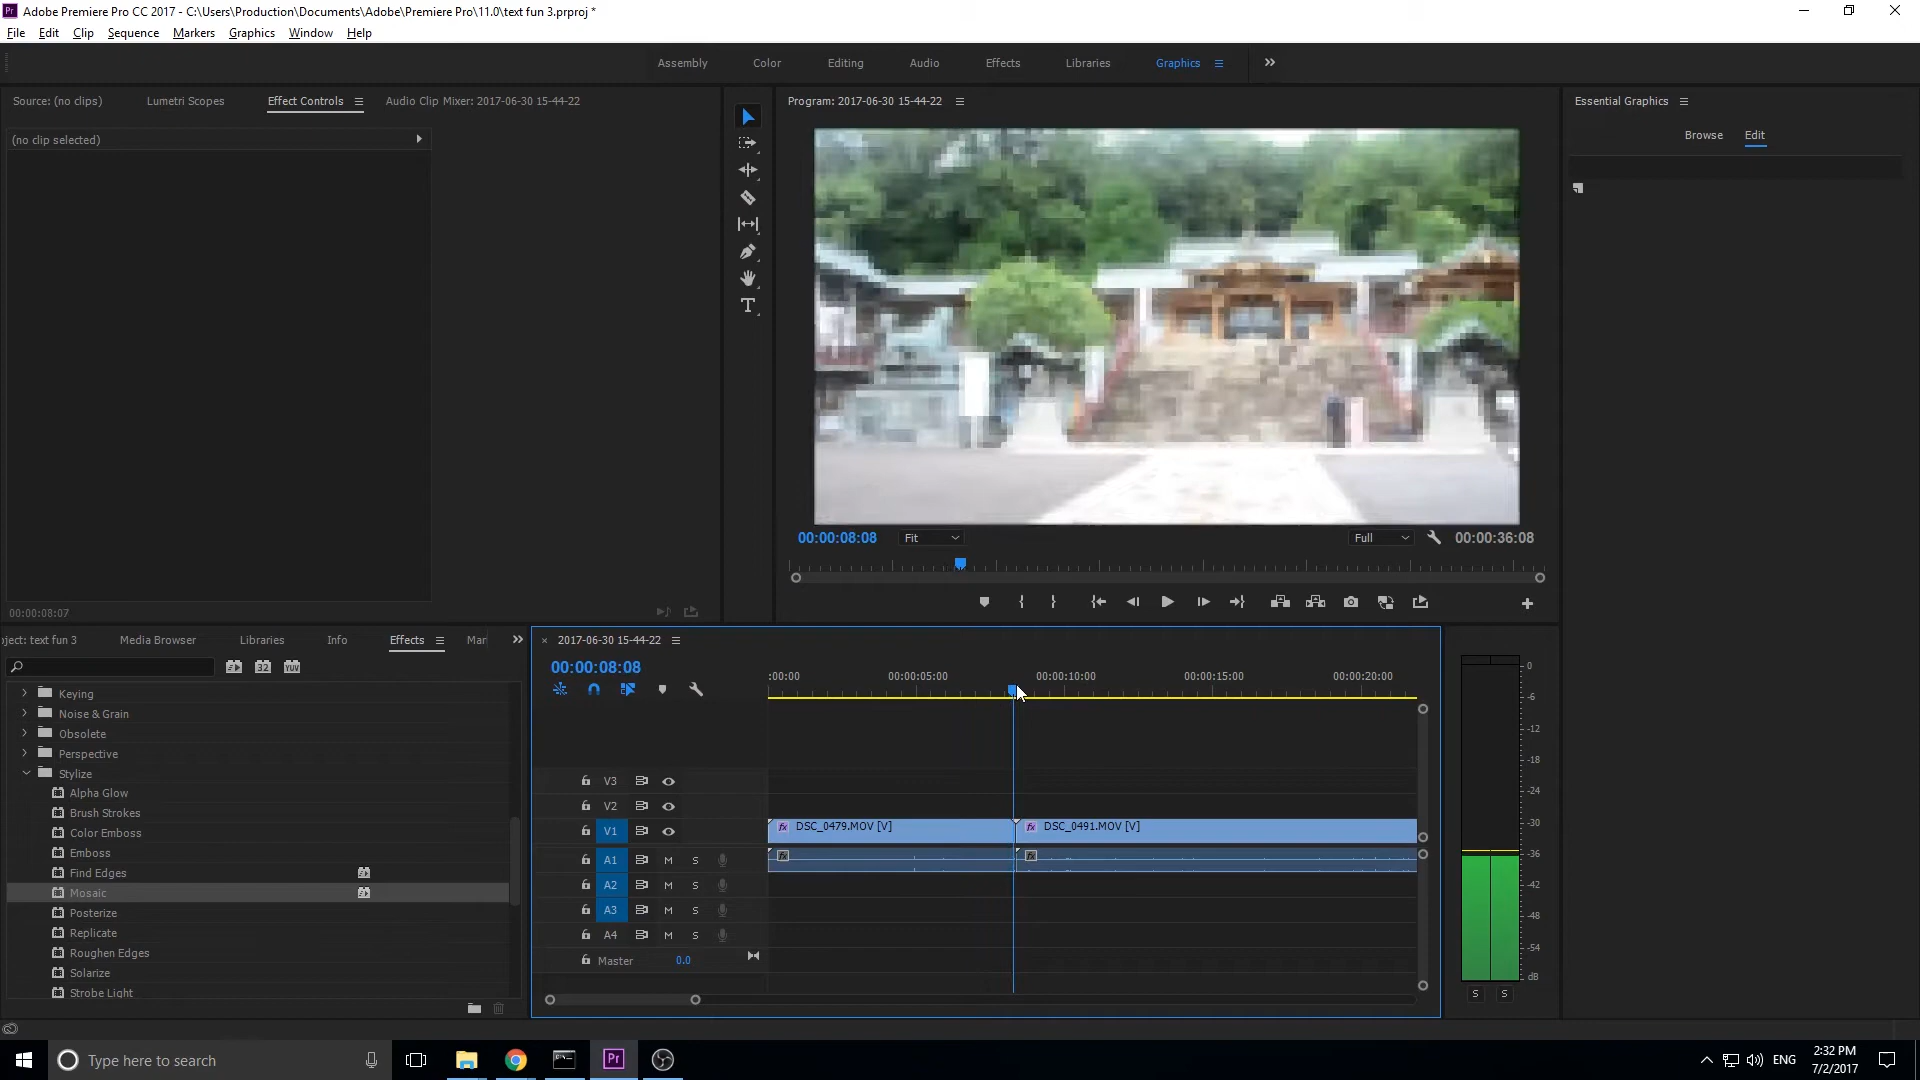 Adobe Premiere Pro CC 2017 - C:\Users\Production\Documents\Adobe\Premiere Pro\11.0\text fun 3.prproj *
File Edit Clip Sequence Markers Graphics Window Help
Assembly Color Editing Audio Effects Libraries Graphics
Source: (no clips) Lumetri Scopes Effect Controls Audio Clip Mixer: 2017-06-30 15-44-22
(no clip selected)
00:00:08:07
Program: 2017-06-30 15-44-22
00:00:08:08 Fit Full 00:00:36:08
Essential Graphics
Browse Edit
oject: text fun 3 Media Browser Libraries Info Effects Mar
32 YUV
Keying
Noise & Grain
Obsolete
Perspective
Stylize
Alpha Glow
Brush Strokes
Color Emboss
Emboss
Find Edges
Mosaic
Posterize
Replicate
Roughen Edges
Solarize
Strobe Light
2017-06-30 15-44-22
00:00:08:08
:00:00 00:00:05:00 00:00:10:00 00:00:15:00 00:00:20:00
V3
V2
V1 fx DSC_0479.MOV [V] fx DSC_0491.MOV [V]
A1 M S fx fx
A2 M S
A3 M S
A4 M S
Master 0.0
0
-6
-12
-18
-24
-30
-36
-42
-48
-54
dB
S S
Type here to search
Pr
ENG
2:32 PM
7/2/2017